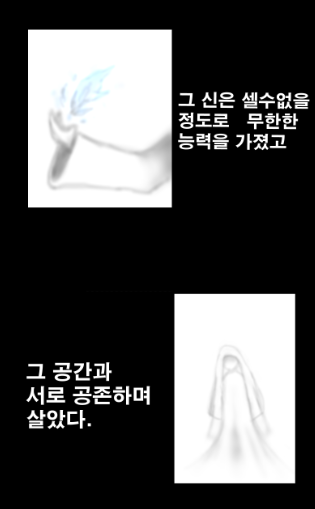 그 신은 셀수없을
정도로 무한한
능력을 가졌고
그 공간과
서로 공존하며
살았다.